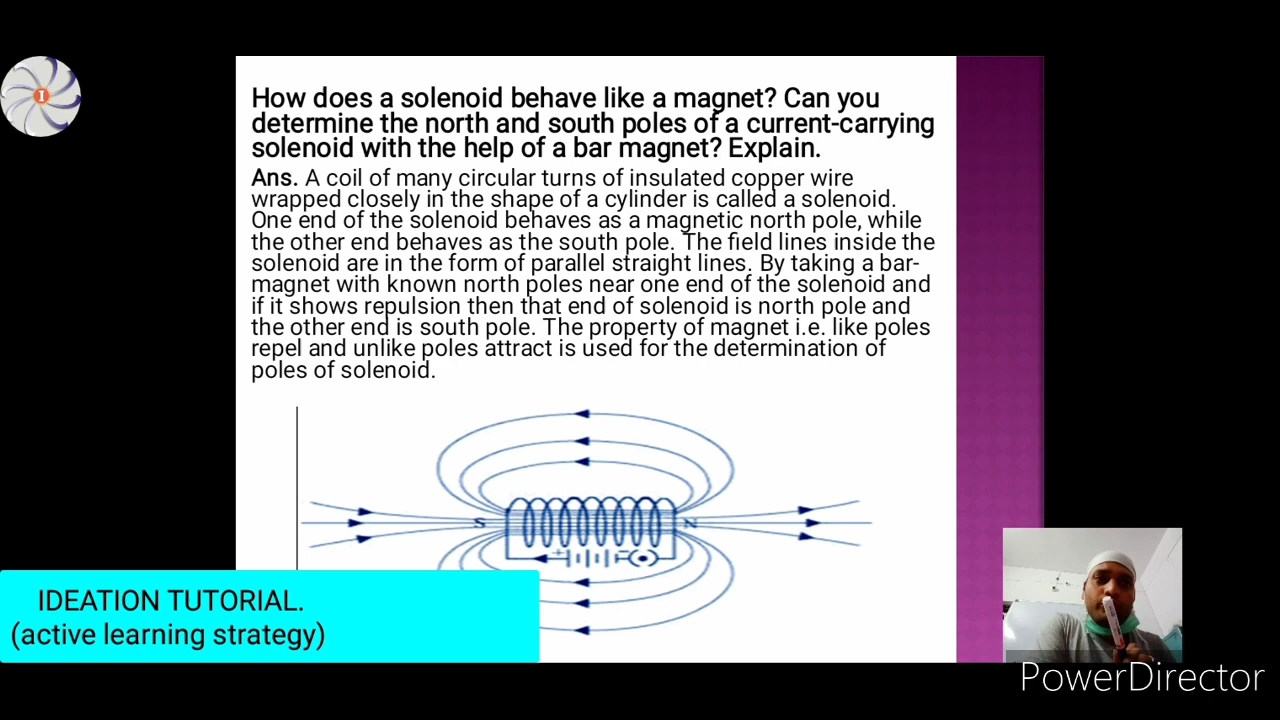 I
How does a solenoid behave like a magnet? Can you
determine the north and south poles of a current-carrying
solenoid with the help of a bar magnet? Explain.
Ans. A coil of many circular turns of insulated copper wire
wrapped closely in the shape of a cylinder is called a solenoid.
One end of the solenoid behaves as a magnetic north pole, while
the other end behaves as the south pole. The field lines inside the
solenoid are in the form of parallel straight lines. By taking a bar-
magnet with known north poles near one end of the solenoid and
if it shows repulsion then that end of solenoid is north pole and
the other end is south pole. The property of magnet i.e. like poles
repel and unlike poles attract is used for the determination of
poles of solenoid.
S N
+ −
IDEATION TUTORIAL.
(active learning strategy)
PowerDirector